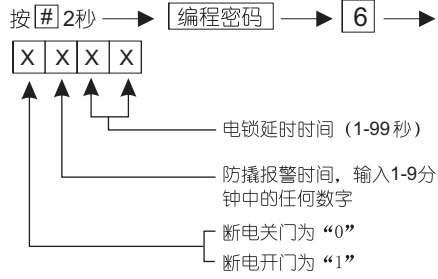 按 # 2秒 编程密码 6
X X X X
电锁延时时间（1-99秒）
防撬报警时间，输入1-9分
钟中的任何数字
断电关门为“0”
断电开门为“1”